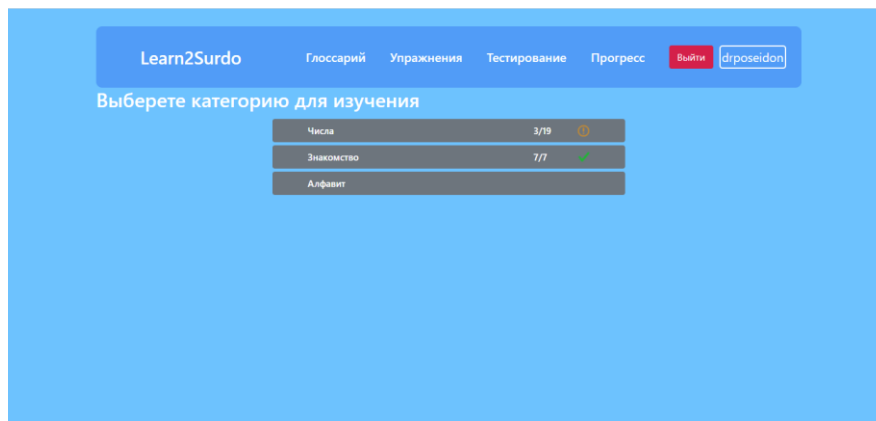 Learn2Surdo Глоссарий Упражнения Тестирование Прогресс Выйти drposeidon
Выберете категорию для изучения
Числа 3/19
Знакомство 7/7
Алфавит